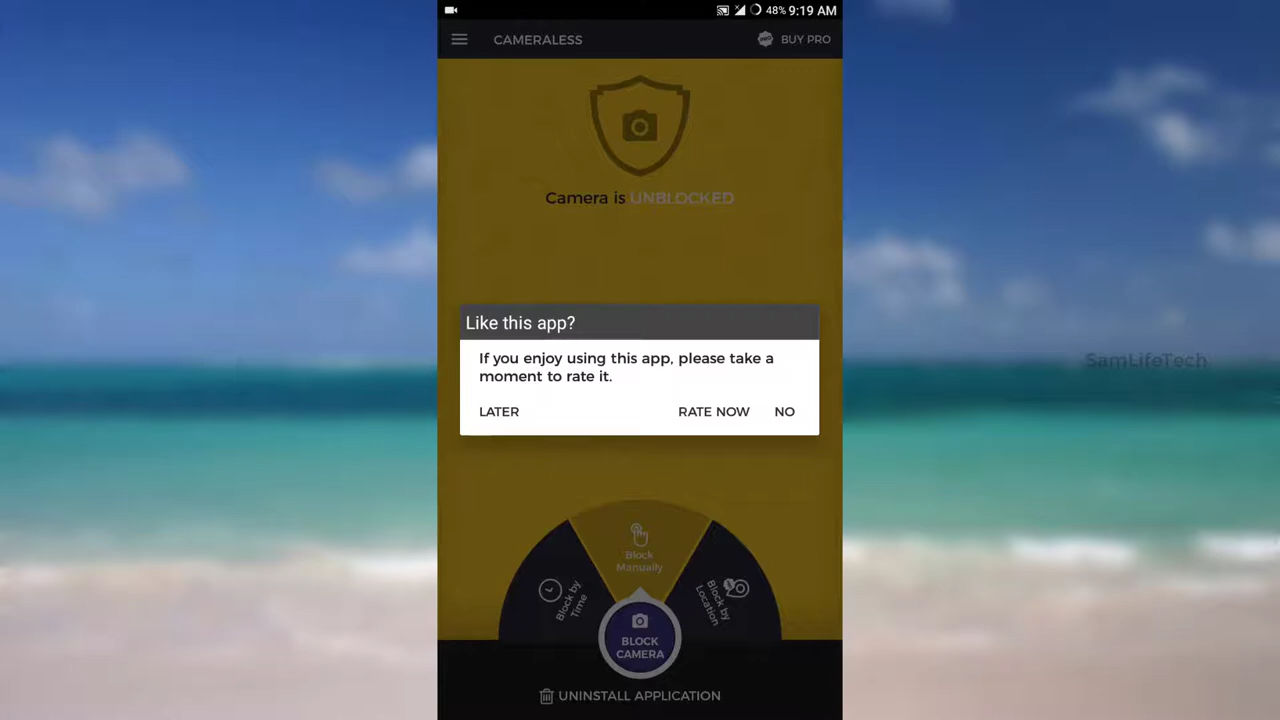 48% 9:19 AM
CAMERALESS
BUY PRO
Camera is UNBLOCKED
Like this app?
If you enjoy using this app, please take a
moment to rate it.
LATER
RATE NOW
NO
SamLifeTech
Block
Manually
Block by
Time
Block by
Location
BLOCK
CAMERA
UNINSTALL APPLICATION